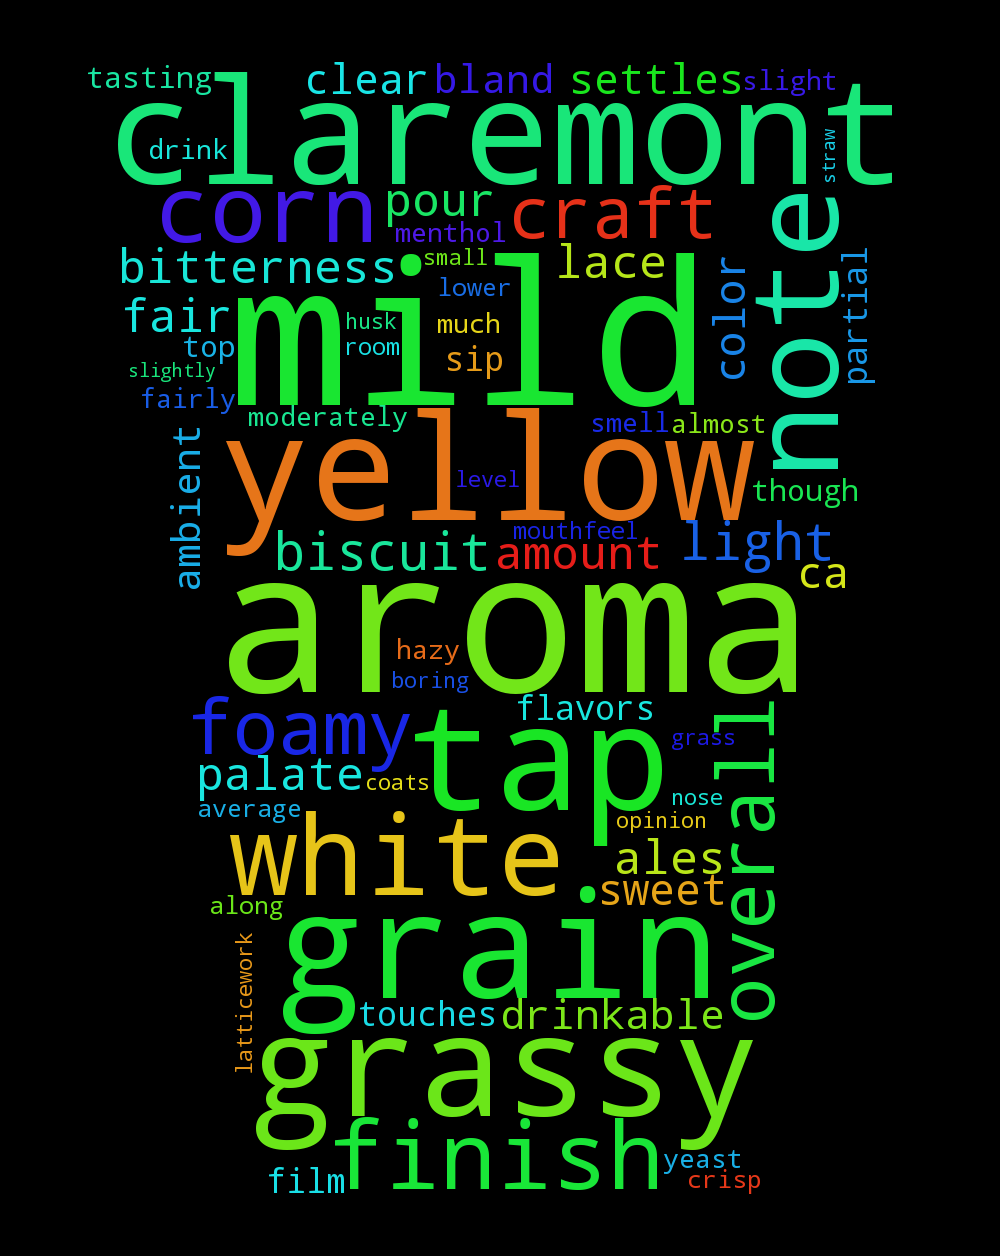 tasting
clear
bland
settles
slight
claremont
drink
straw
corn
pour
craft
menthol
note
bitterness
small
lace
lower
color
partial
mild
fair
husk
much
top
room
sip
slightly
fairly
moderately
smell
almost
ambient
yellow
level
though
mouthfeel
biscuit
amount
light
ca
aroma
hazy
boring
foamy
flavors
tap
grass
overall
palate
coats
nose
average
opinion
white
ales
sweet
along
grain
latticework
touches
drinkable
grassy
finish
film
yeast
crisp